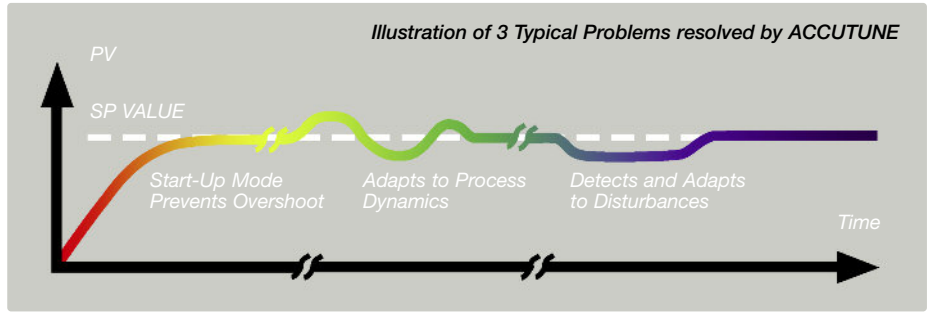 Illustration of 3 Typical Problems resolved by ACCUTUNE
PV
SP VALUE
Start-Up Mode
Prevents Overshoot
Adapts to Process
Dynamics
Detects and Adapts
to Disturbances
Time